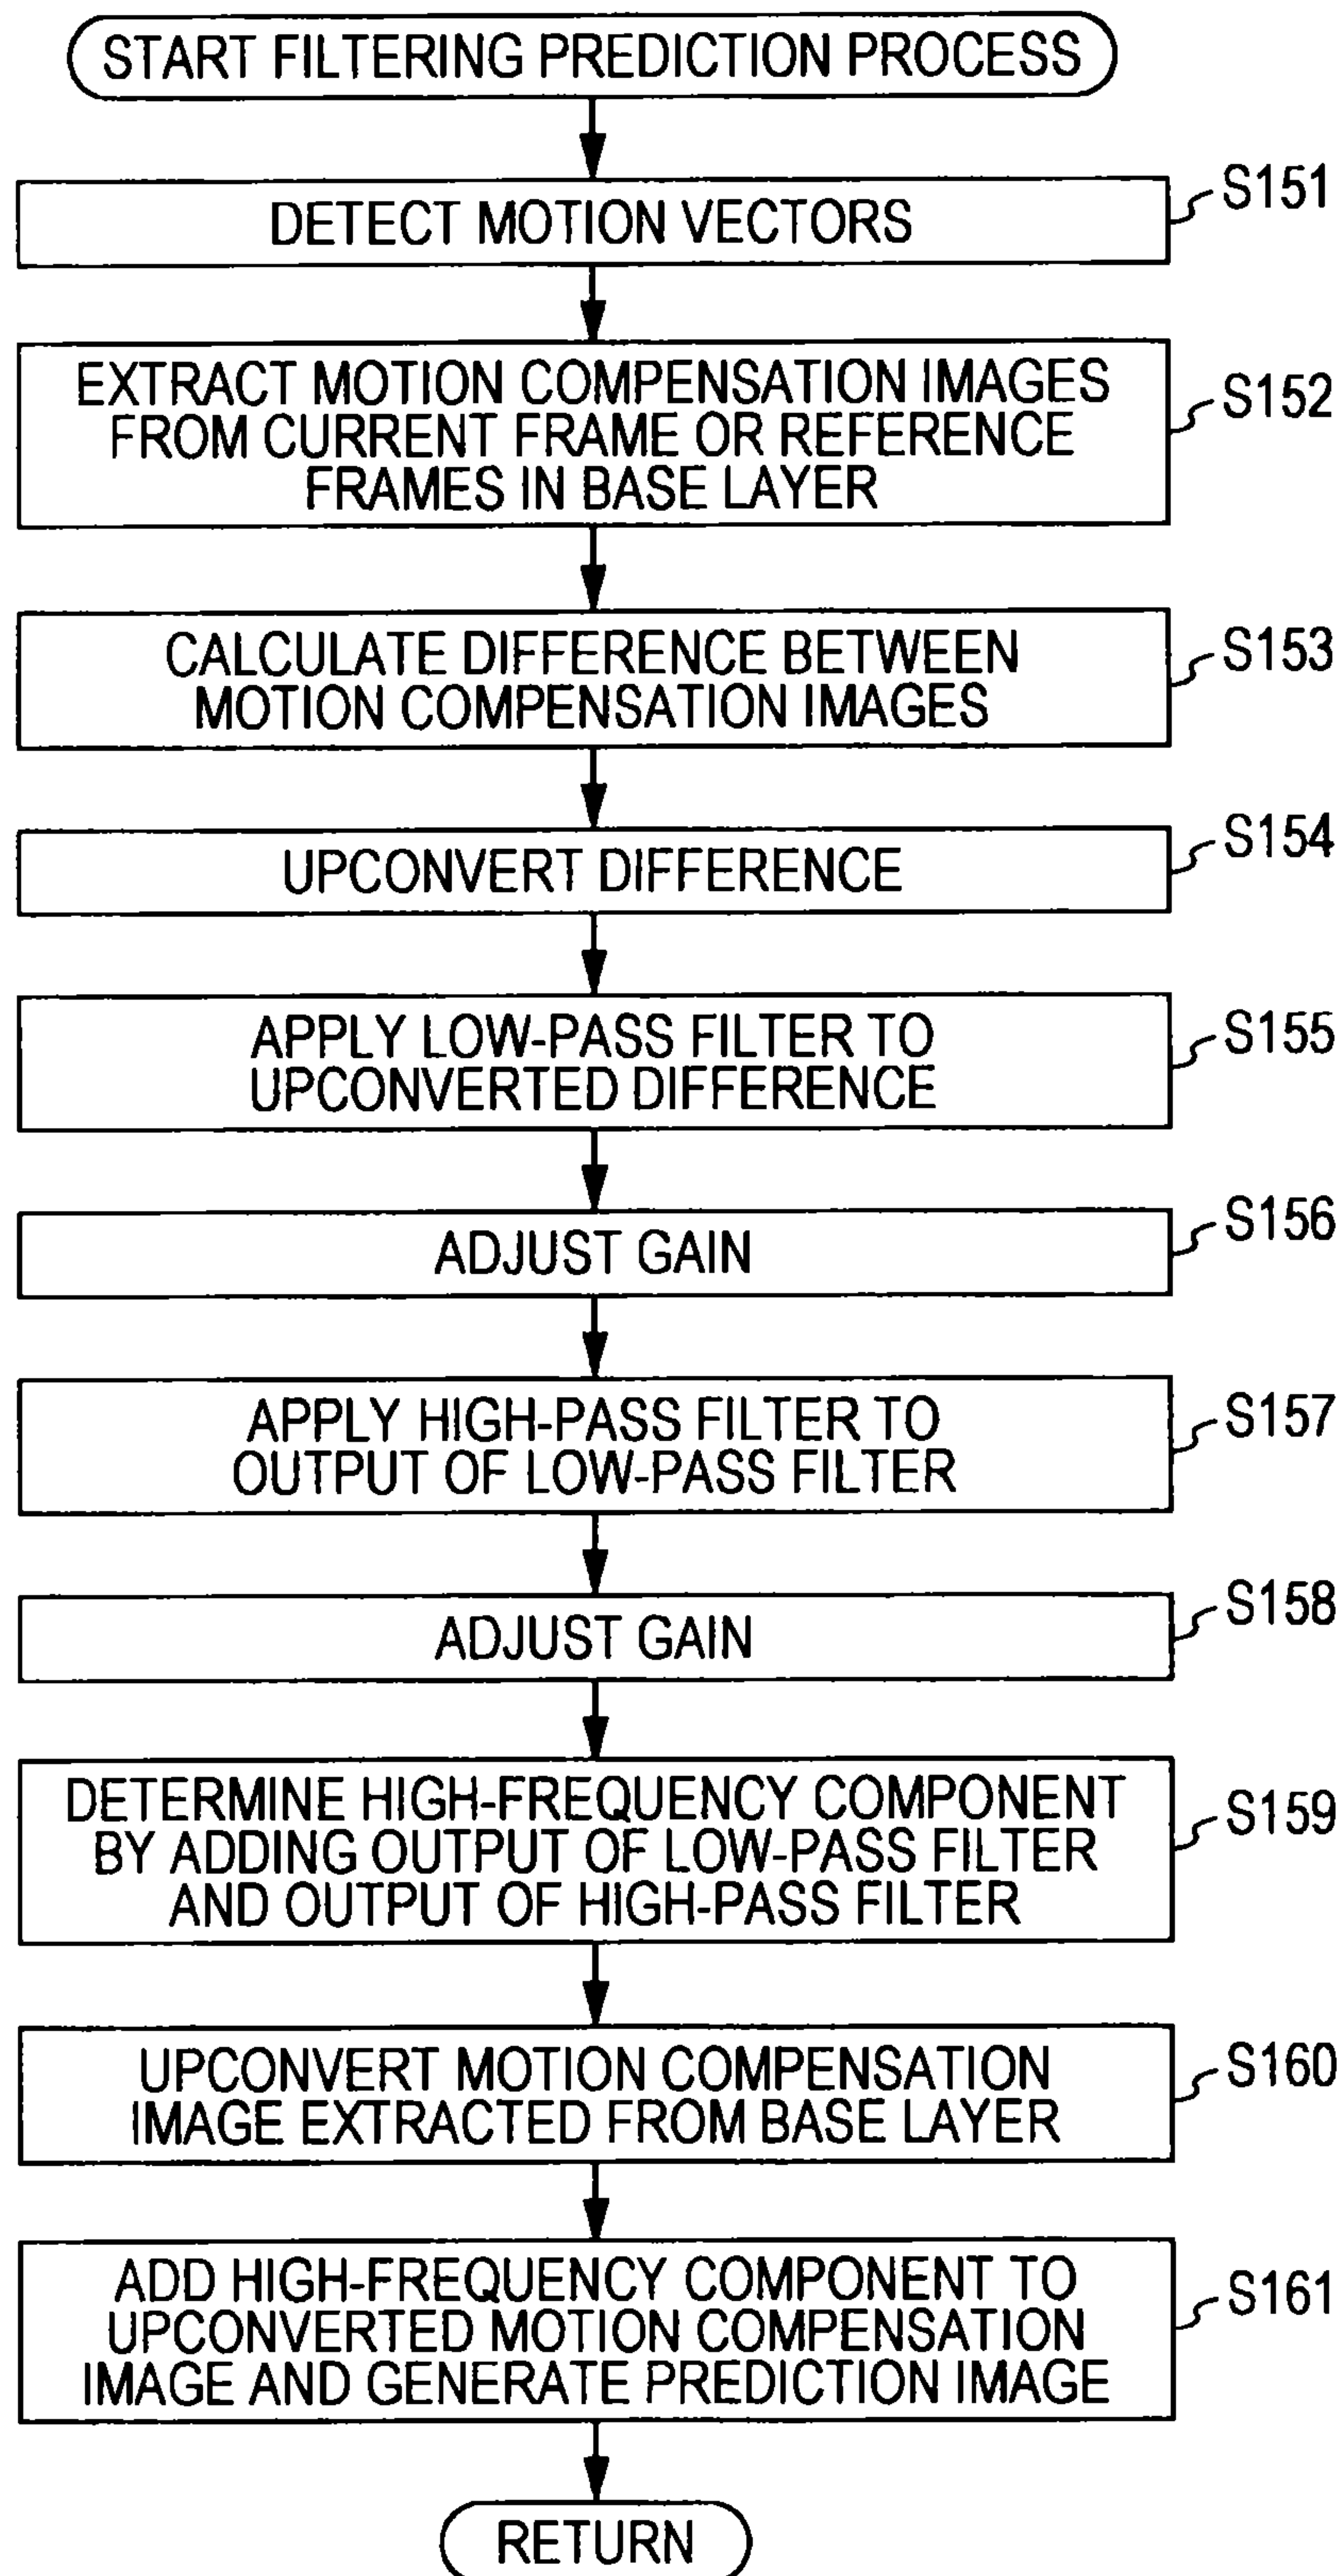 START FILTERING PREDICTION PROCESS
DETECT MOTION VECTORS
S151
EXTRACT MOTION COMPENSATION IMAGES
FROM CURRENT FRAME OR REFERENCE
FRAMES IN BASE LAYER
S152
CALCULATE DIFFERENCE BETWEEN
MOTION COMPENSATION IMAGES
S153
UPCONVERT DIFFERENCE
S154
APPLY LOW-PASS FILTER TO
UPCONVERTED DIFFERENCE
S155
ADJUST GAIN
S156
APPLY HIGH-PASS FILTER TO
OUTPUT OF LOW-PASS FILTER
S157
ADJUST GAIN
S158
DETERMINE HIGH-FREQUENCY COMPONENT
BY ADDING OUTPUT OF LOW-PASS FILTER
AND OUTPUT OF HIGH-PASS FILTER
S159
UPCONVERT MOTION COMPENSATION
IMAGE EXTRACTED FROM BASE LAYER
S160
ADD HIGH-FREQUENCY COMPONENT TO
UPCONVERTED MOTION COMPENSATION
IMAGE AND GENERATE PREDICTION IMAGE
S161
RETURN